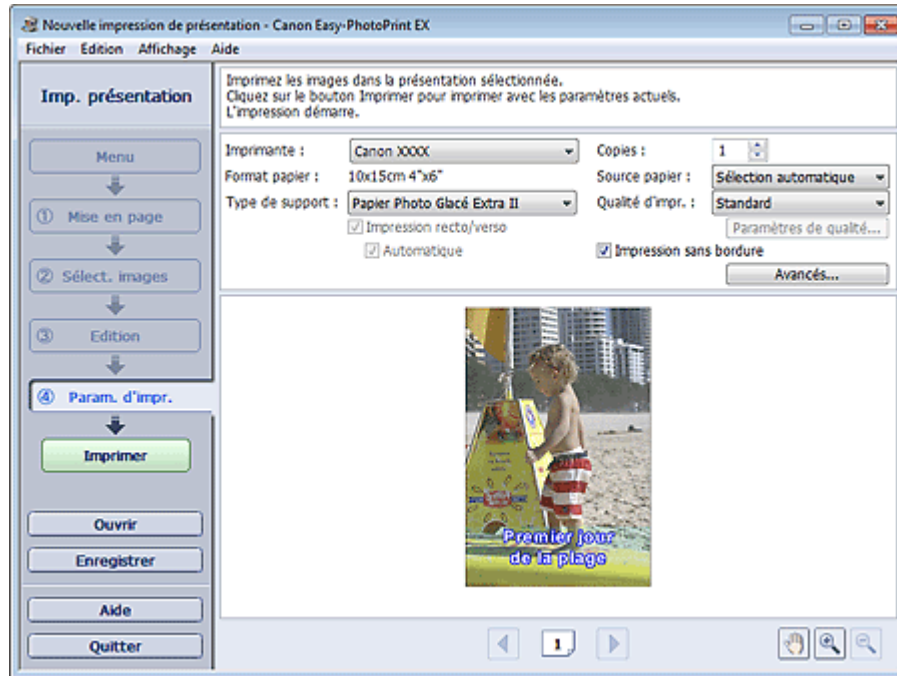 Nouvelle impression de présentation - Canon Easy-PhotoPrint EX
Fichier Edition Affichage Aide
Imp. présentation
Menu
① Mise en page
② Sélect. images
③ Edition
④ Param. d'impr.
Imprimer
Ouvrir
Enregistrer
Aide
Quitter
Imprimez les images dans la présentation sélectionnée.
Cliquez sur le bouton Imprimer pour imprimer avec les paramètres actuels.
L'impression démarre.
Imprimante : Canon XXXX Copies : 1
Format papier : 10x15cm 4"x6" Source papier : Sélection automatique
Type de support : Papier Photo Glacé Extra II Qualité d'impr. : Standard
Impression recto/verso Paramètres de qualité...
Automatique Impression sans bordure
Avancés...
Premier jour
de la plage
1